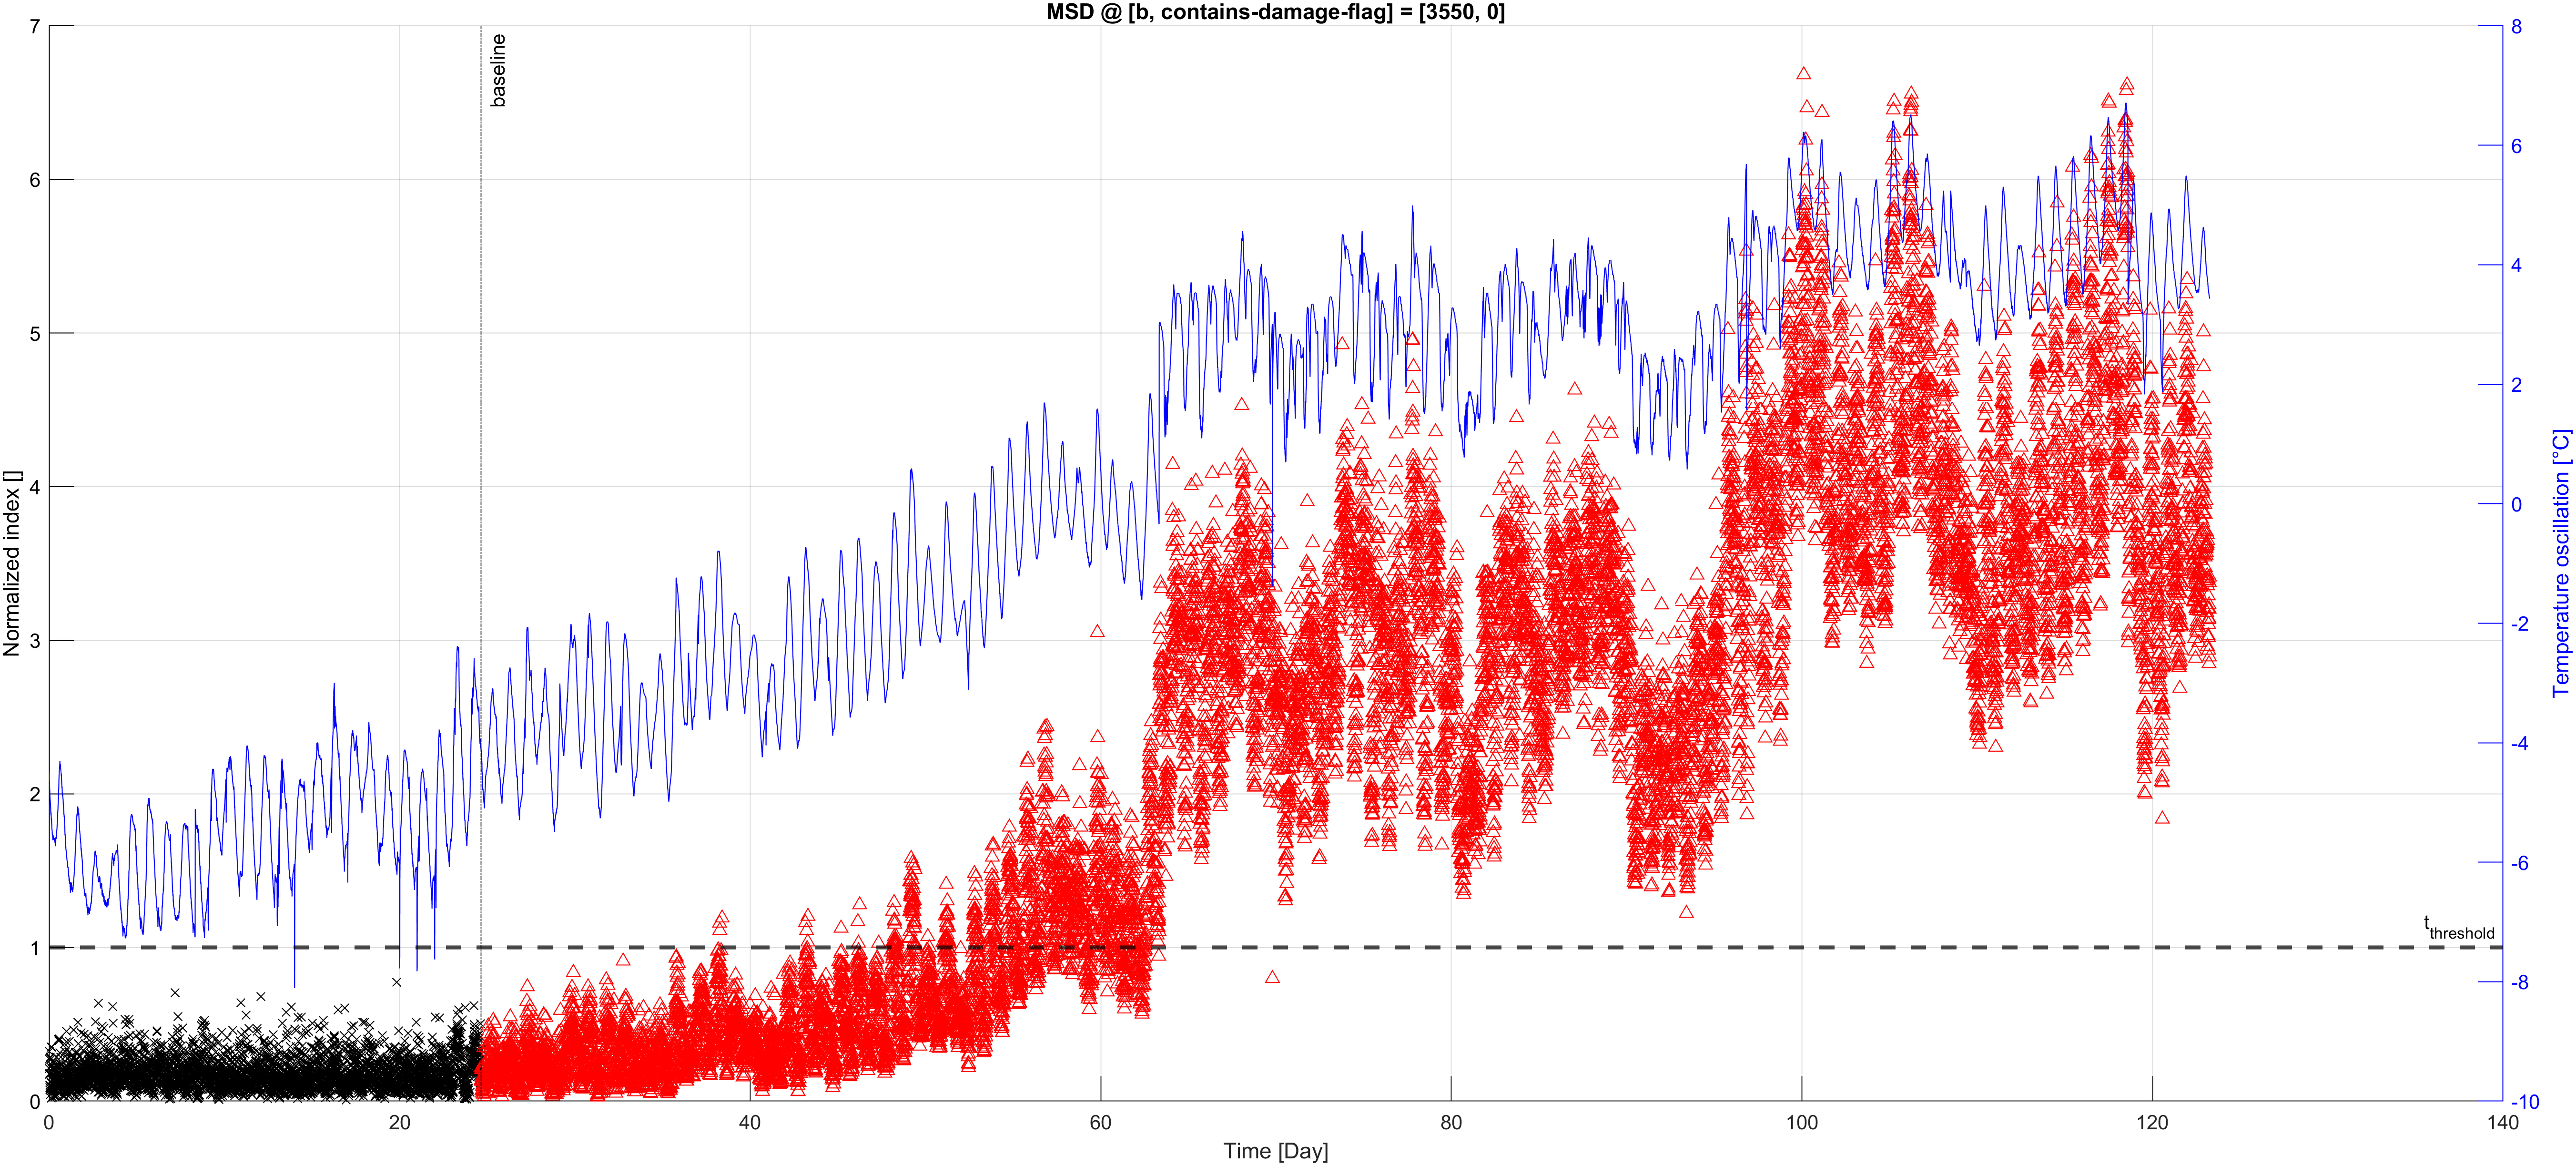 MSD @ [b, contains-damage-flag] = [3550, 0]
7
6
5
4
3
2
1
0
Normalized index []
baseline
t_threshold
8
6
4
2
0
-2
-4
-6
-8
-10
Temperature oscillation [°C]
0 20 40 60 80 100 120 140
Time [Day]